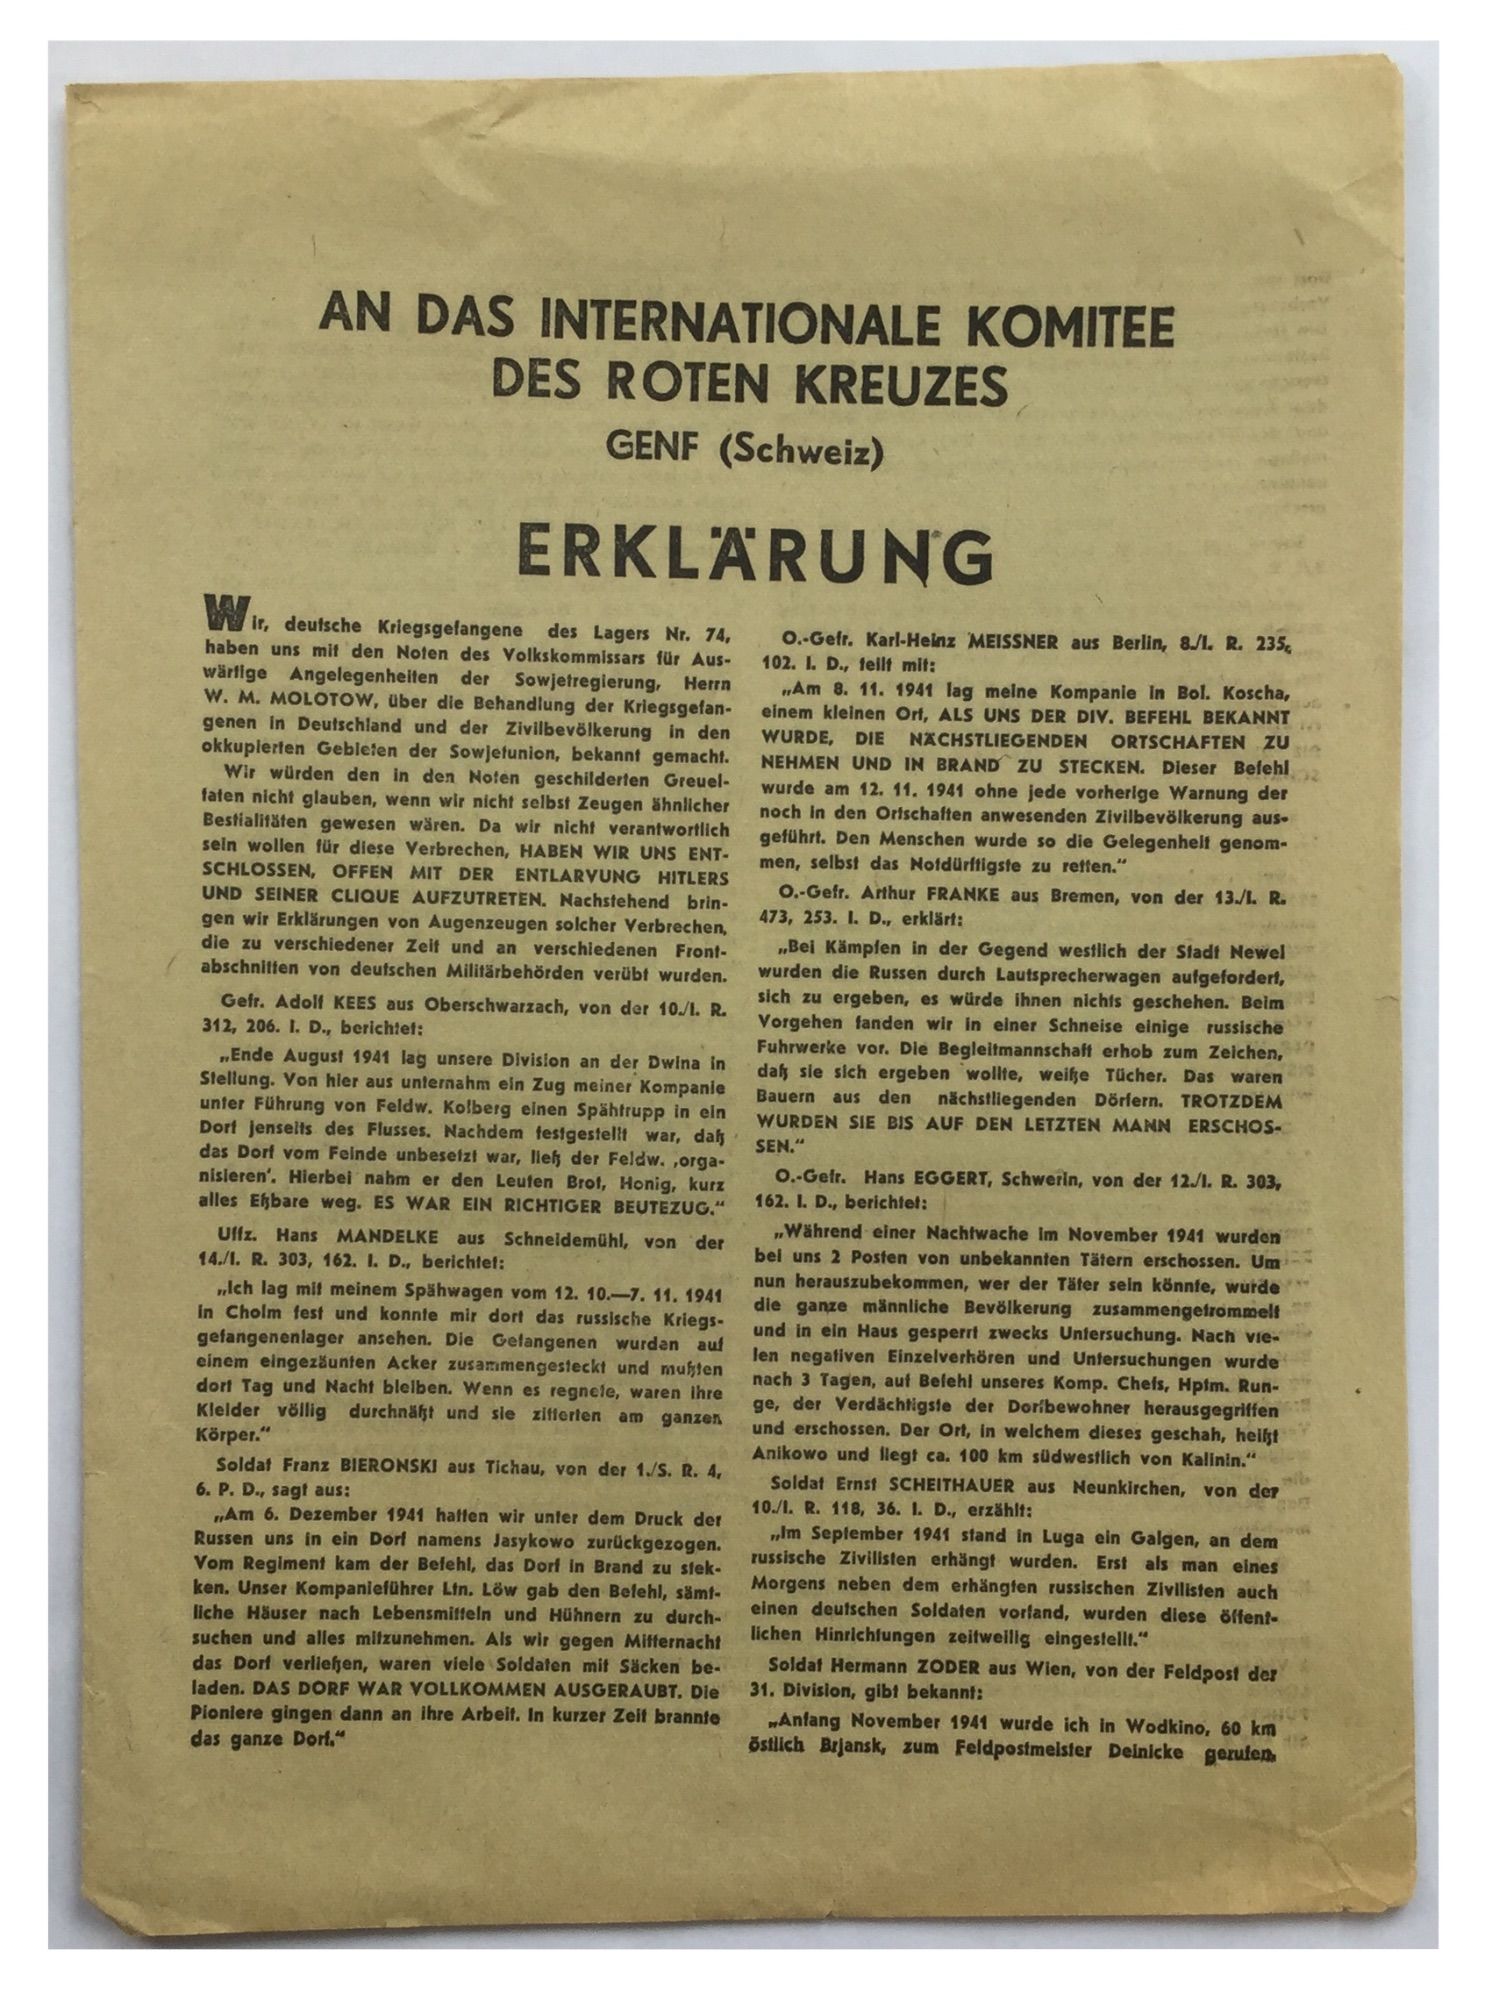 AN DAS INTERNATIONALE KOMITEE
DES ROTEN KREUZES
GENF (Schweiz)
ERKLÄRUNG
Wir, deutsche Kriegsgefangene des Lagers Nr. 74,
haben uns mit den Noten des Volkskommissars für Aus-
wärtige Angelegenheiten der Sowjetregierung, Herrn
W. M. MOLOTOW, über die Behandlung der Kriegsgefan-
genen in Deutschland und der Zivilbevölkerung in den
okkupierten Gebieten der Sowjetunion, bekannt gemacht.
Wir würden den in den Noten geschilderten Greuel-
taten nicht glauben, wenn wir nicht selbst Zeugen ähnlicher
Bestialitäten gewesen wären. Da wir nicht verantwortlich
sein wollen für diese Verbrechen, HABEN WIR UNS ENT-
SCHLOSSEN, OFFEN MIT DER ENTLARVUNG HITLERS
UND SEINER CLIQUE AUFZUTRETEN. Nachstehend brin-
gen wir Erklärungen von Augenzeugen solcher Verbrechen,
die zu verschiedener Zeit und an verschiedenen Front-
abschnitten von deutschen Militärbehörden verübt wurden.
Gefr. Adolf KEES aus Oberschwarzach, von der 10./I. R.
312, 206. I. D., berichtet:
„Ende August 1941 lag unsere Division an der Dwina in
Stellung. Von hier aus unternahm ein Zug meiner Kompanie
unter Führung von Feldw. Kolberg einen Spähtrupp in ein
Dorf jenseits des Flusses. Nachdem festgestellt war, daß
das Dorf vom Feinde unbesetzt war, ließ der Feldw. ‚orga-
nisieren‘. Hierbei nahm er den Leuten Brot, Honig, kurz
alles Eßbare weg. ES WAR EIN RICHTIGER BEUTEZUG.“
Uffz. Hans MANDELKE aus Schneidemühl, von der
14./I. R. 303, 162. I. D., berichtet:
„Ich lag mit meinem Spähwagen vom 12. 10.—7. 11. 1941
in Cholm fest und konnte mir dort das russische Kriegs-
gefangenenlager ansehen. Die Gefangenen wurden auf
einem eingezäunten Acker zusammengesteckt und mußten
dort Tag und Nacht bleiben. Wenn es regnete, waren ihre
Kleider völlig durchnäßt und sie zitterten am ganzen
Körper.“
Soldat Franz BIERONSKI aus Tichau, von der 1./S. R. 4,
6. P. D., sagt aus:
„Am 6. Dezember 1941 hatten wir unter dem Druck der
Russen uns in ein Dorf namens Jasykowo zurückgezogen.
Vom Regiment kam der Befehl, das Dorf in Brand zu stek-
ken. Unser Kompanieführer Ltn. Löw gab den Befehl, sämt-
liche Häuser nach Lebensmitteln und Hühnern zu durch-
suchen und alles mitzunehmen. Als wir gegen Mitternacht
das Dorf verließen, waren viele Soldaten mit Säcken be-
laden. DAS DORF WAR VOLLKOMMEN AUSGERAUBT. Die
Pioniere gingen dann an ihre Arbeit. In kurzer Zeit brannte
das ganze Dorf.“
O.-Gefr. Karl-Heinz MEISSNER aus Berlin, 8./I. R. 235,
102. I. D., teilt mit:
„Am 8. 11. 1941 lag meine Kompanie in Bol. Koscha,
einem kleinen Ort, ALS UNS DER DIV. BEFEHL BEKANNT
WURDE, DIE NÄCHSTLIEGENDEN ORTSCHAFTEN ZU
NEHMEN UND IN BRAND ZU STECKEN. Dieser Befehl
wurde am 12. 11. 1941 ohne jede vorherige Warnung der
noch in den Ortschaften anwesenden Zivilbevölkerung aus-
geführt. Den Menschen wurde so die Gelegenheit genom-
men, selbst das Notdürftigste zu retten.“
O.-Gefr. Arthur FRANKE aus Bremen, von der 13./I. R.
473, 253. I. D., erklärt:
„Bei Kämpfen in der Gegend westlich der Stadt Newel
wurden die Russen durch Lautsprecherwagen aufgefordert,
sich zu ergeben, es würde ihnen nichts geschehen. Beim
Vorgehen fanden wir in einer Schneise einige russische
Fuhrwerke vor. Die Begleitmannschaft erhob zum Zeichen,
daß sie sich ergeben wollte, weiße Tücher. Das waren
Bauern aus den nächstliegenden Dörfern. TROTZDEM
WURDEN SIE BIS AUF DEN LETZTEN MANN ERSCHOS-
SEN.“
O.-Gefr. Hans EGGERT, Schwerin, von der 12./I. R. 303,
162. I. D., berichtet:
„Während einer Nachtwache im November 1941 wurden
bei uns 2 Posten von unbekannten Tätern erschossen. Um
nun herauszubekommen, wer der Täter sein könnte, wurde
die ganze männliche Bevölkerung zusammengetrommelt
und in ein Haus gesperrt zwecks Untersuchung. Nach vie-
len negativen Einzelverhören und Untersuchungen wurde
nach 3 Tagen, auf Befehl unseres Komp. Chefs, Hptm. Run-
ge, der Verdächtigste der Dorfbewohner herausgegriffen
und erschossen. Der Ort, in welchem dieses geschah, heißt
Anikowo und liegt ca. 100 km südwestlich von Kalinin.“
Soldat Ernst SCHEITHAUER aus Neunkirchen, von der
10./I. R. 118, 36. I. D., erzählt:
„Im September 1941 stand in Luga ein Galgen, an dem
russische Zivilisten erhängt wurden. Erst als man eines
Morgens neben dem erhängten russischen Zivilisten auch
einen deutschen Soldaten vorfand, wurden diese öffent-
lichen Hinrichtungen zeitweilig eingestellt.“
Soldat Hermann ZODER aus Wien, von der Feldpost der
31. Division, gibt bekannt:
„Anfang November 1941 wurde ich in Wodkino, 60 km
östlich Brjansk, zum Feldpostmeister Deinicke gerufen,